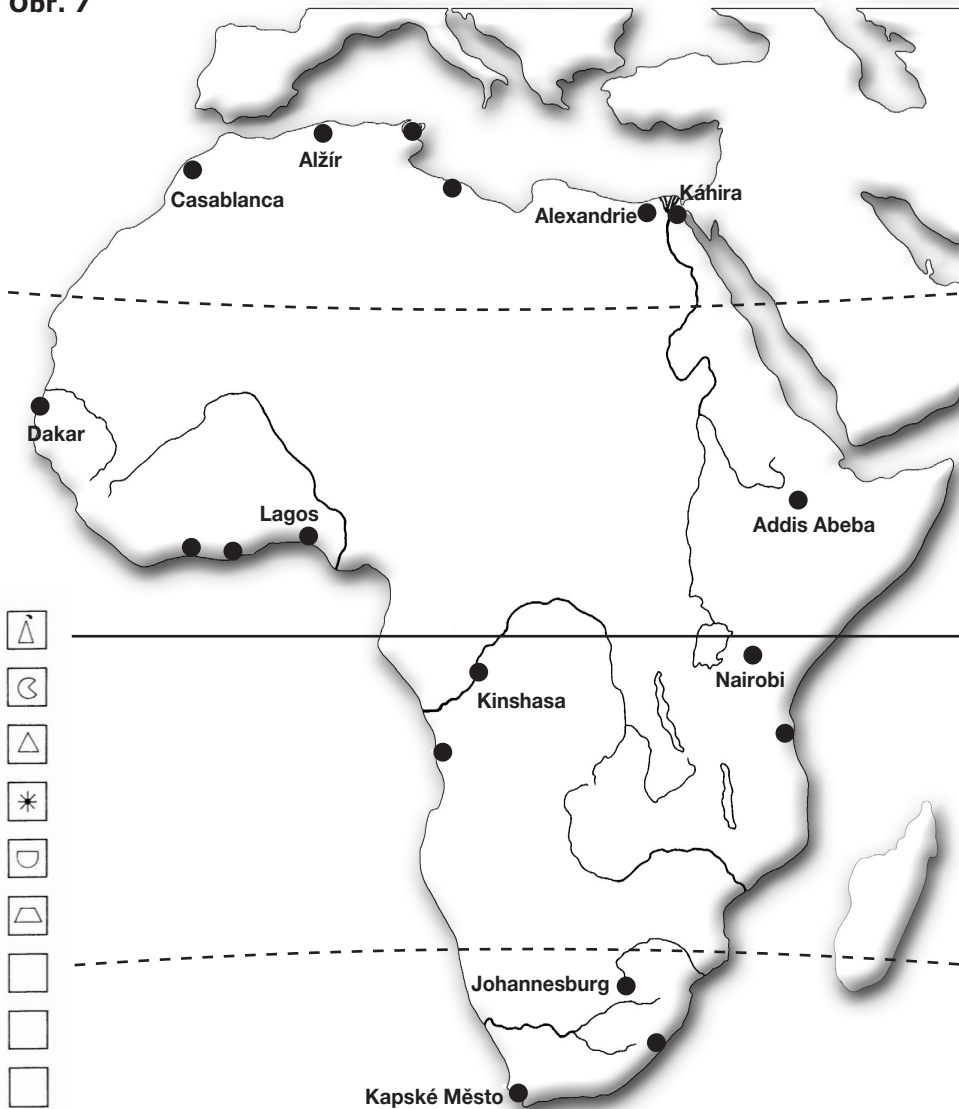 Obr. 7
Alžír
Casablanca
Káhira
Alexandrie
Dakar
Lagos
Addis Abeba
Nairobi
Kinshasa
Johannesburg
Kapské Město